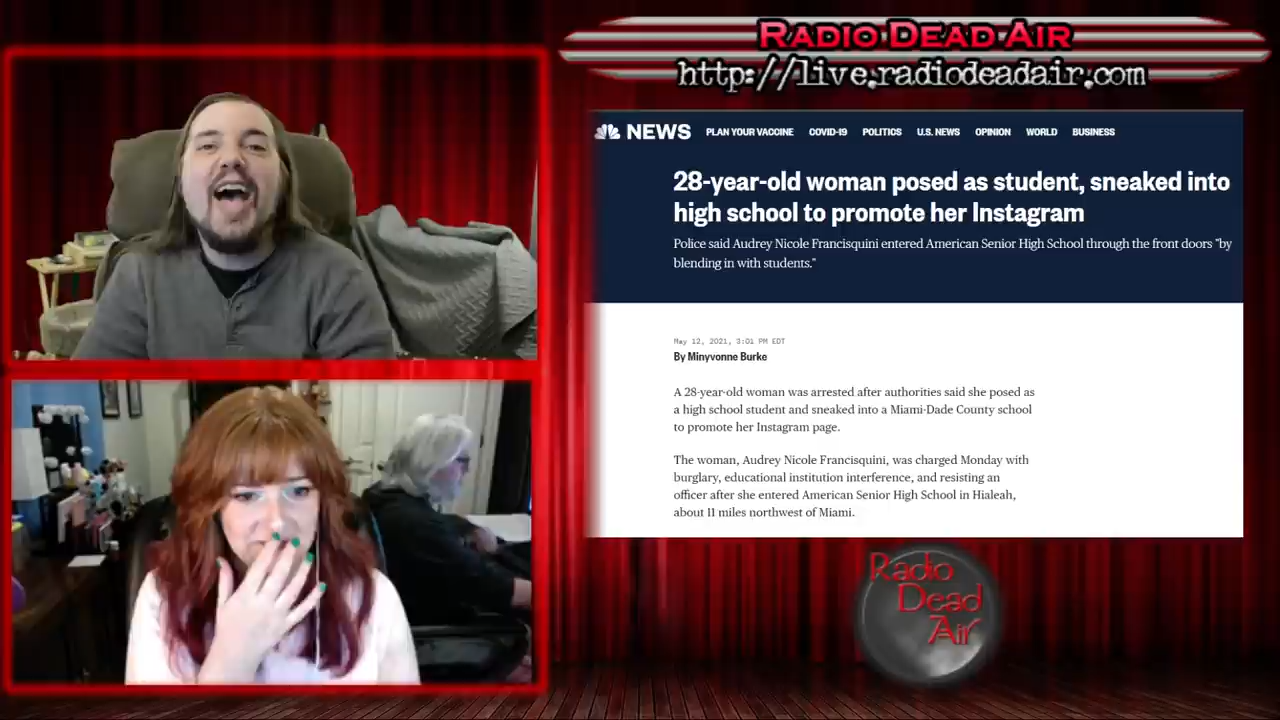 RADIO DEAD AIR
http://live.radiodeadair.com
NEWS PLAN YOUR VACCINE COVID-19 POLITICS U.S. NEWS OPINION WORLD BUSINESS
28-year-old woman posed as student, sneaked into
high school to promote her Instagram
Police said Audrey Nicole Francisquini entered American Senior High School through the front doors "by
blending in with students."
May 12, 2021, 3:01 PM EDT
By Minyvonne Burke
A 28-year-old woman was arrested after authorities said she posed as
a high school student and sneaked into a Miami-Dade County school
to promote her Instagram page.
The woman, Audrey Nicole Francisquini, was charged Monday with
burglary, educational institution interference, and resisting an
officer after she entered American Senior High School in Hialeah,
about 11 miles northwest of Miami.
Radio
Dead
Air